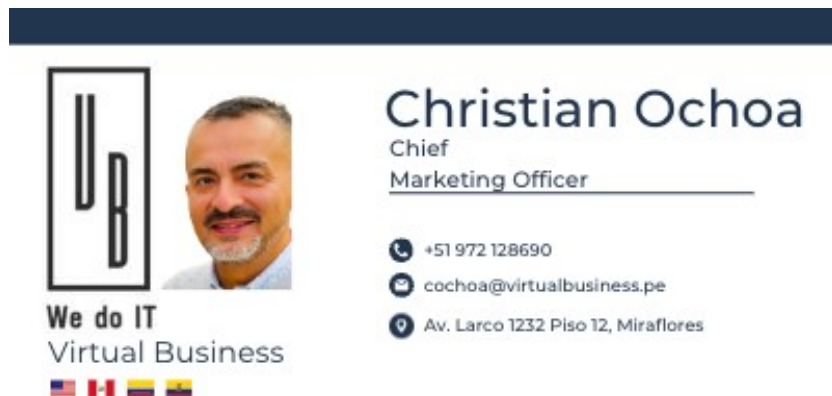 VB
We do IT
Virtual Business
Christian Ochoa
Chief
Marketing Officer
+51 972 128690
cochoa@virtualbusiness.pe
Av. Larco 1232 Piso 12, Miraflores